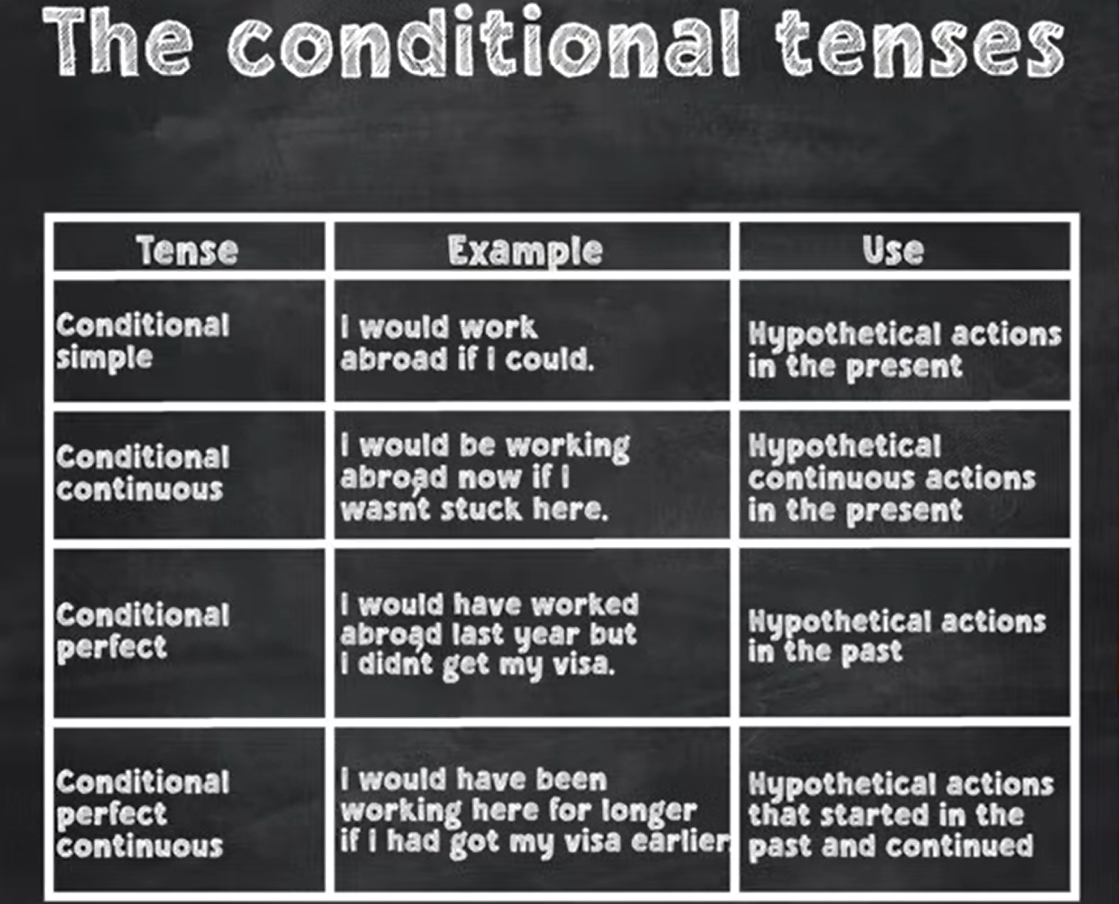 The conditional tenses
Tense
Example
Use
Conditional
simple
I would work
abroad if I could.
Hypothetical actions
in the present
Conditional
continuous
I would be working
abroad now if I
wasn't stuck here.
Hypothetical
continuous actions
in the present
Conditional
perfect
I would have worked
abroad last year but
I didn't get my visa.
Hypothetical actions
in the past
Conditional
perfect
continuous
I would have been
working here for longer
if I had got my visa earlier.
Hypothetical actions
that started in the
past and continued